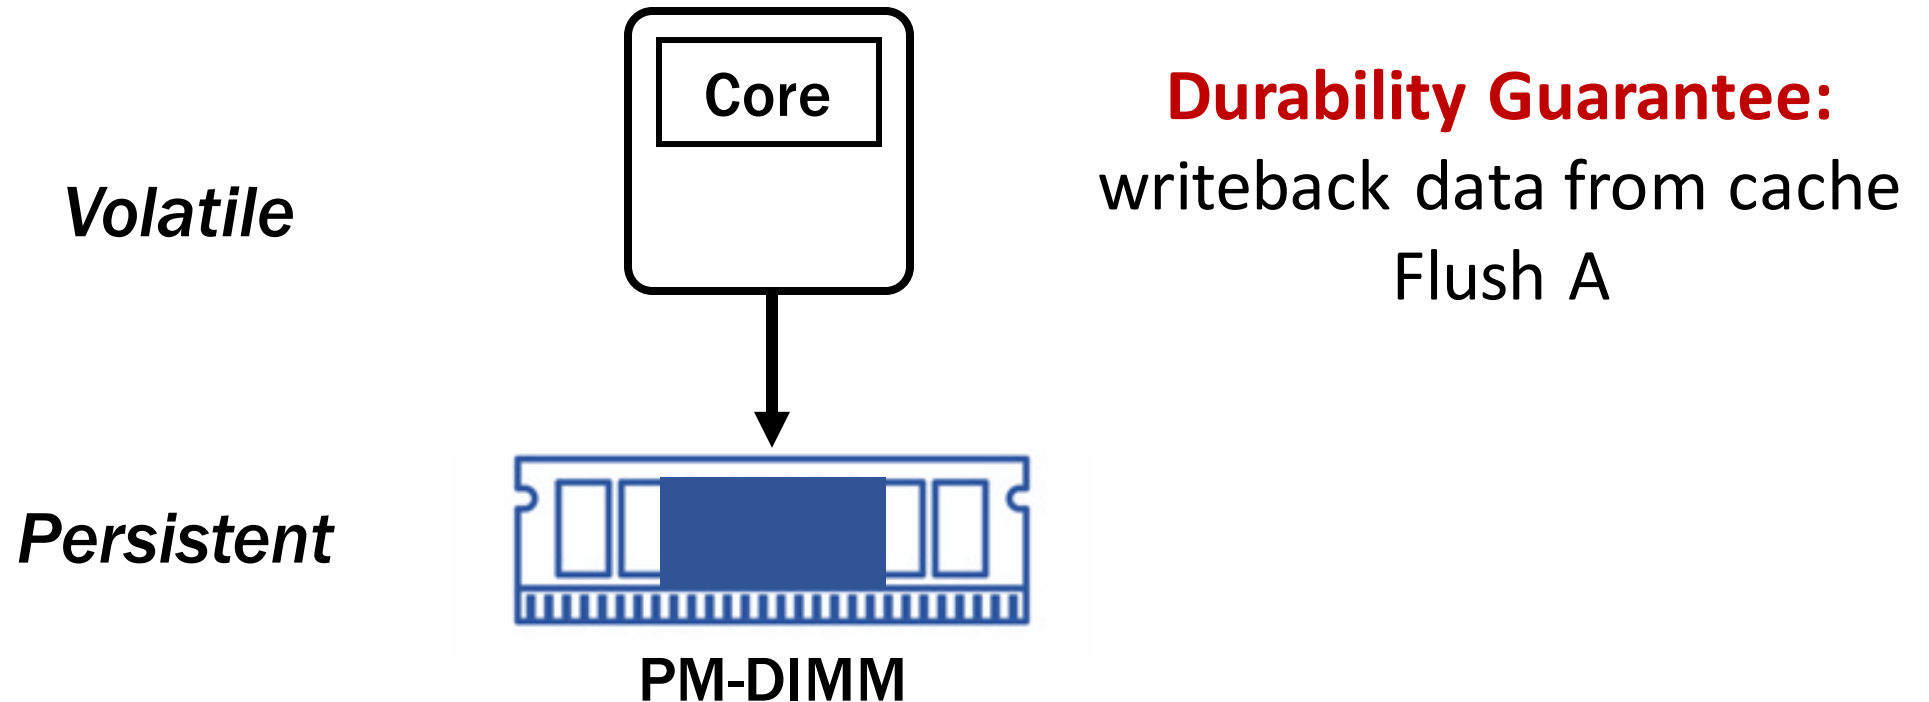 Core
Durability Guarantee:
writeback data from cache
Flush A
Volatile
Persistent
PM-DIMM